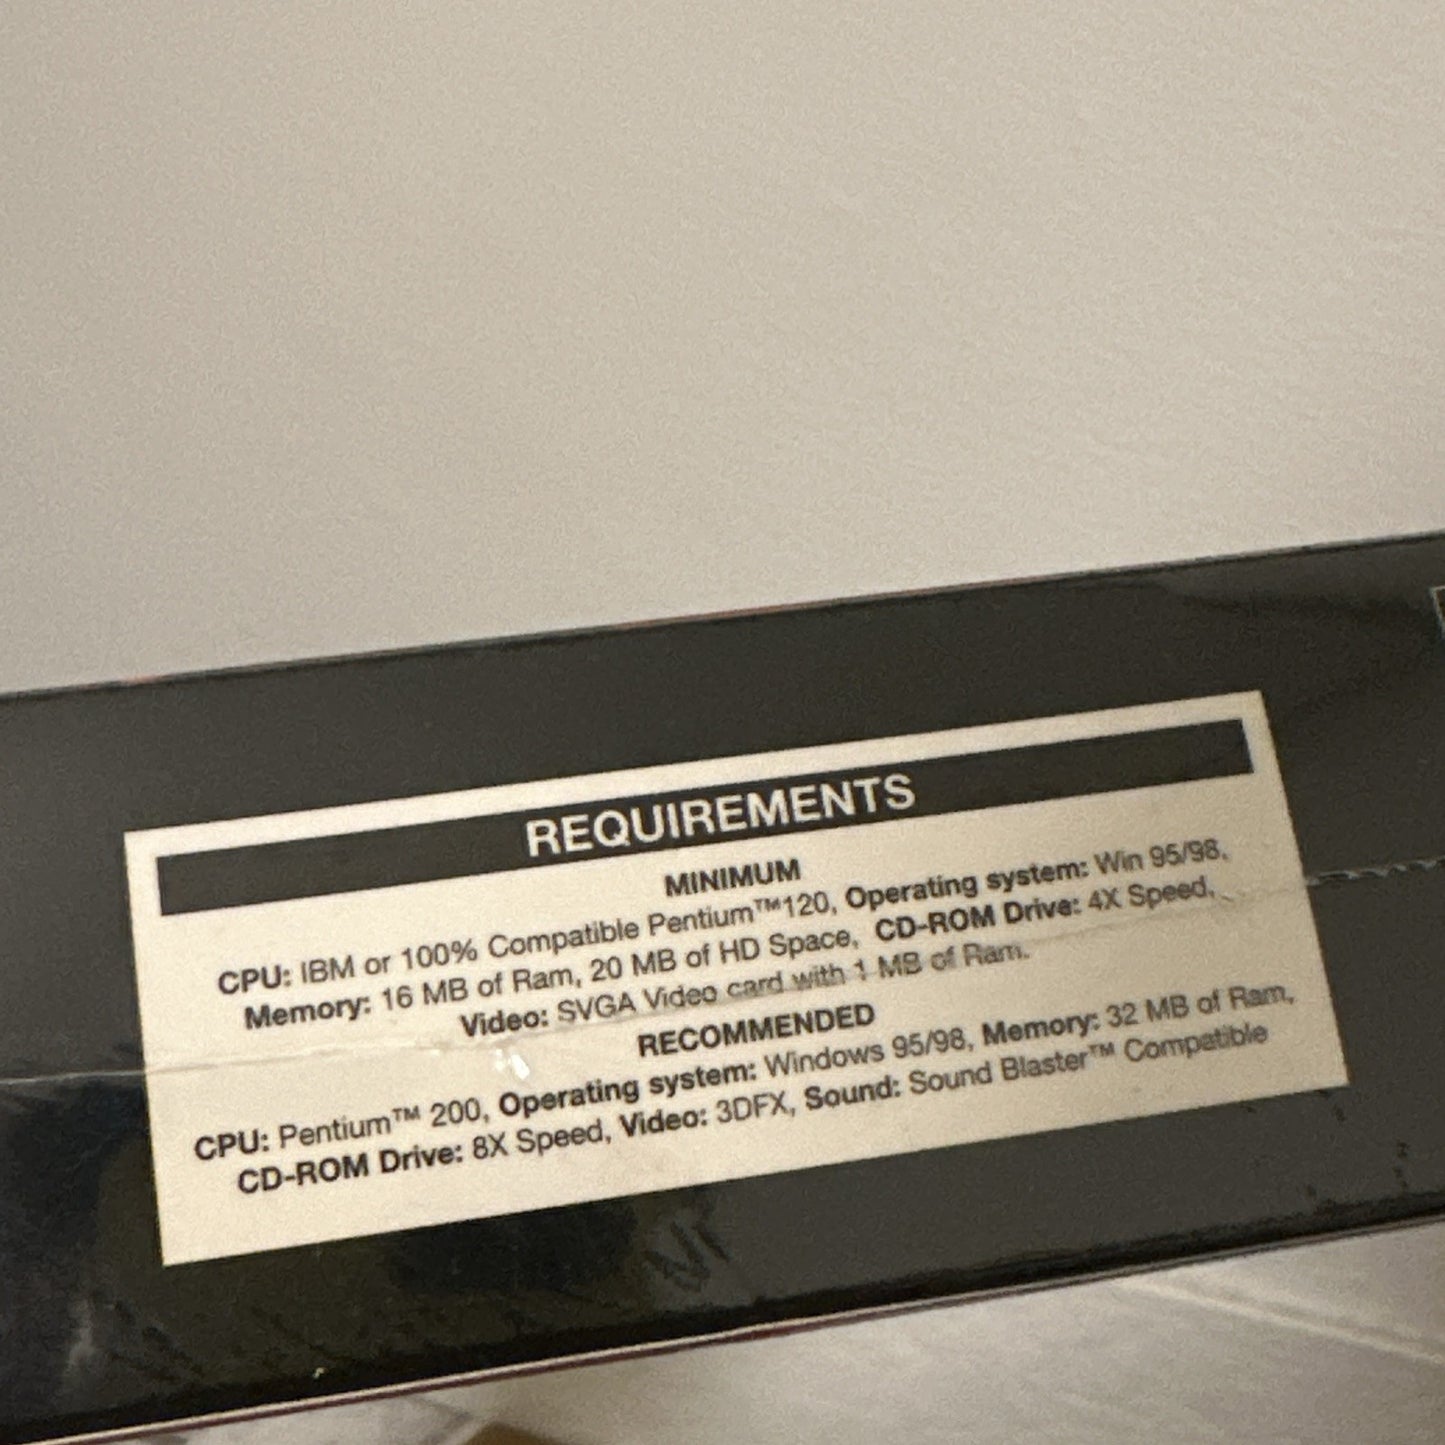 REQUIREMENTS
MINIMUM
CPU: IBM or 100% Compatible Pentium™120, Operating system: Win 95/98,
Memory: 16 MB of Ram, 20 MB of HD Space, CD-ROM Drive: 4X Speed,
Video: SVGA Video card with 1 MB of Ram.
RECOMMENDED
CPU: Pentium™ 200, Operating system: Windows 95/98, Memory: 32 MB of Ram,
CD-ROM Drive: 8X Speed, Video: 3DFX, Sound: Sound Blaster™ Compatible